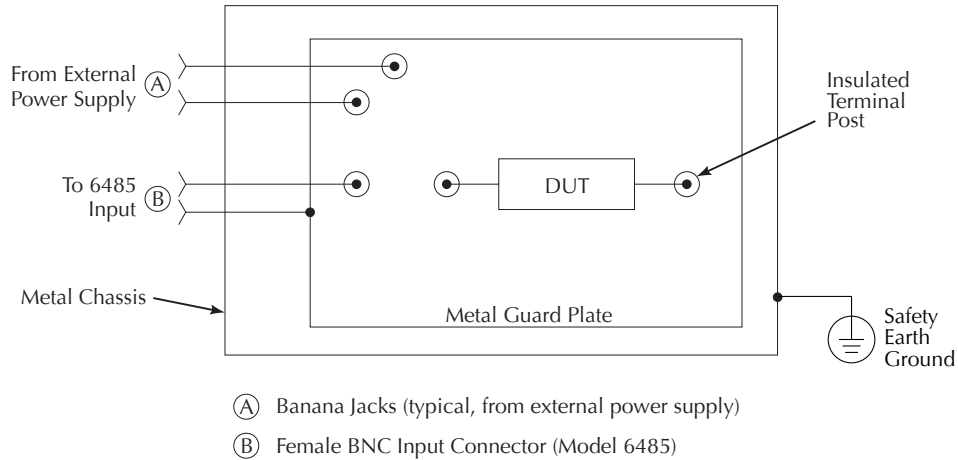 From External
Power Supply
A
To 6485
Input
B
DUT
Insulated
Terminal
Post
Metal Chassis
Metal Guard Plate
Safety
Earth
Ground
A Banana Jacks (typical, from external power supply)
B Female BNC Input Connector (Model 6485)